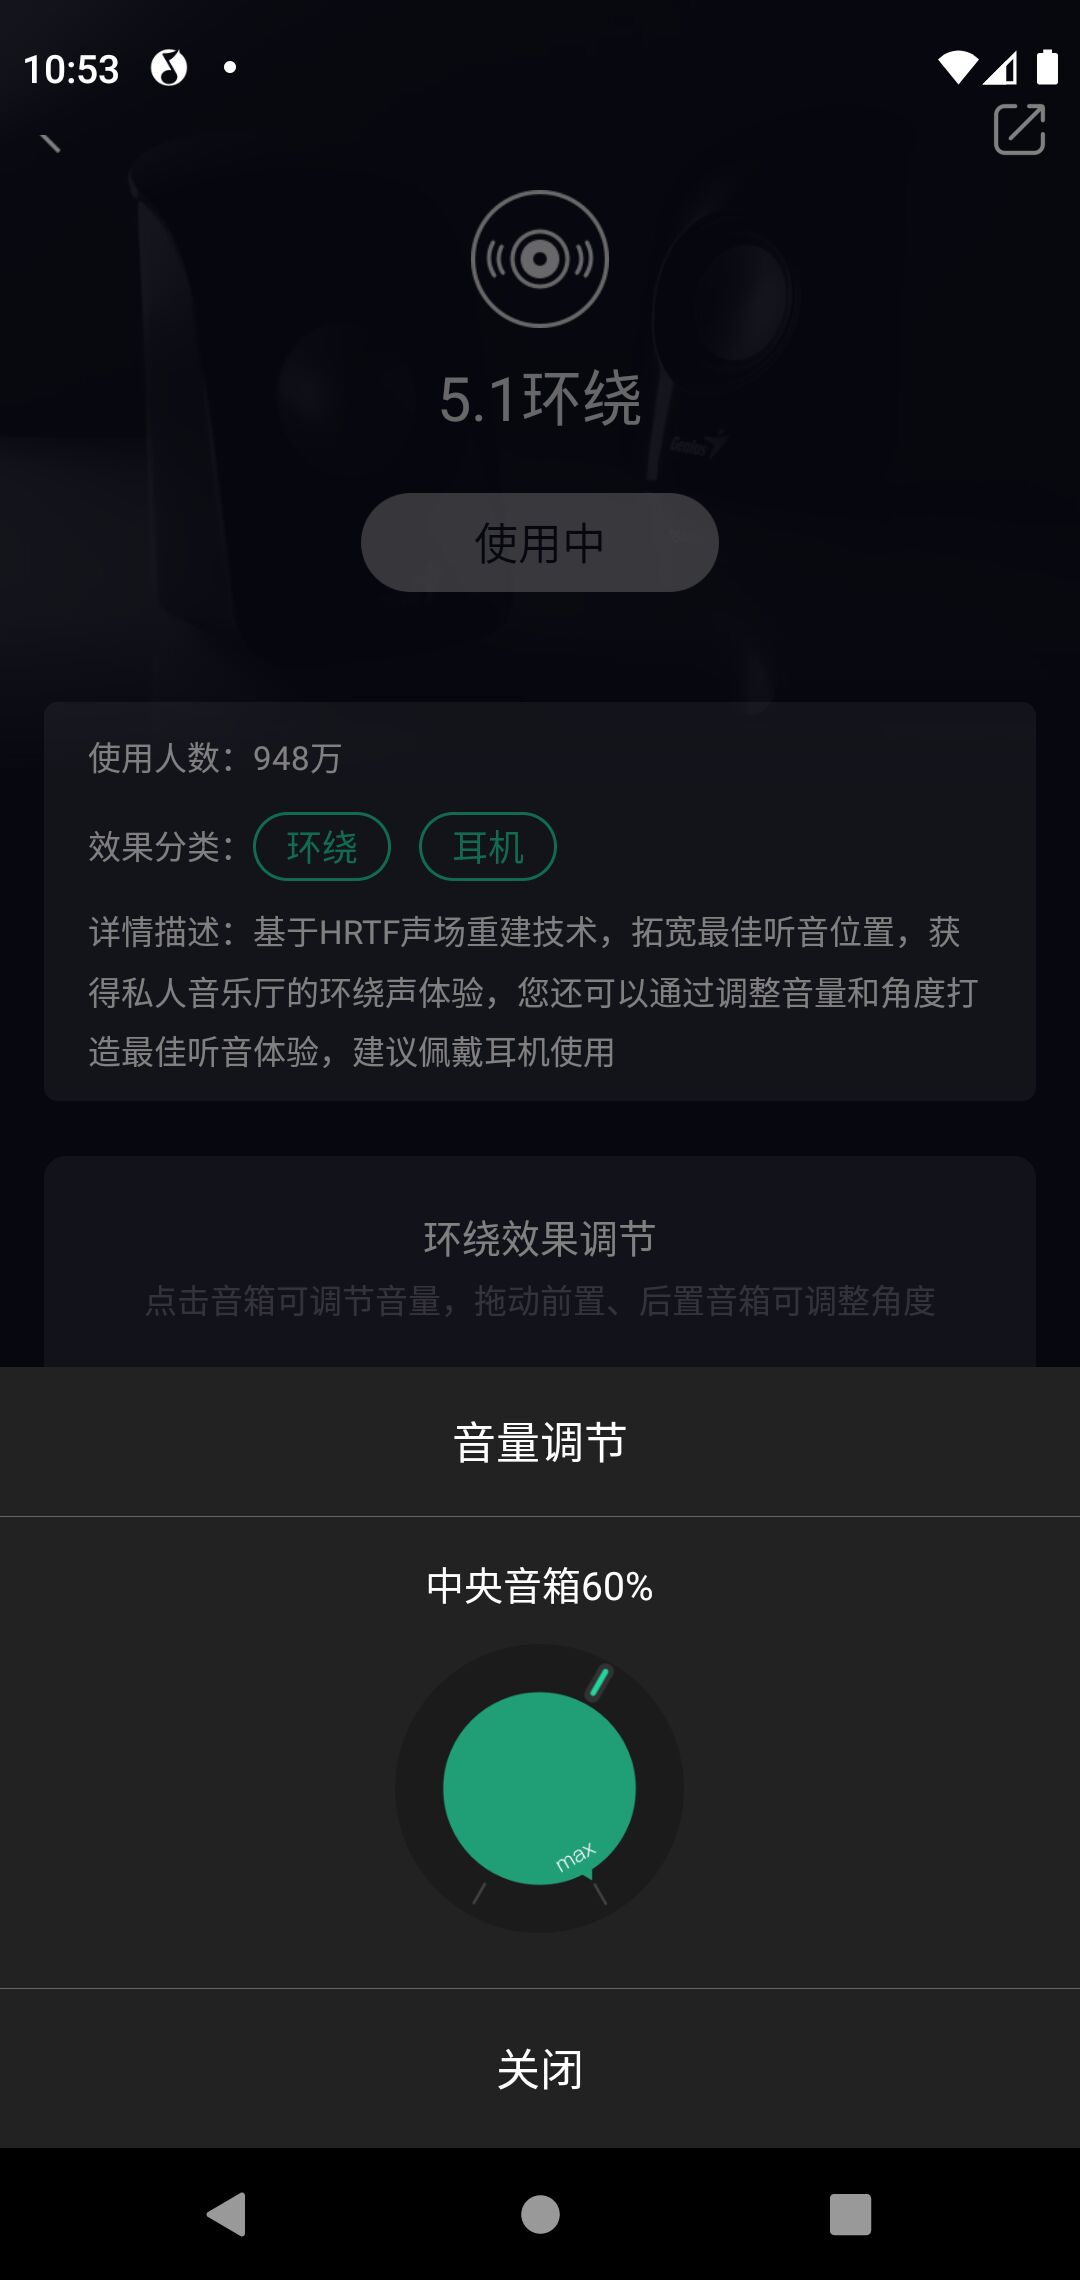 10:53
5.1环绕
Genius
使用中
使用人数：948万
效果分类：环绕 耳机
详情描述：基于HRTF声场重建技术，拓宽最佳听音位置，获
得私人音乐厅的环绕声体验，您还可以通过调整音量和角度打
造最佳听音体验，建议佩戴耳机使用
环绕效果调节
点击音箱可调节音量，拖动前置、后置音箱可调整角度
音量调节
中央音箱60%
max
关闭